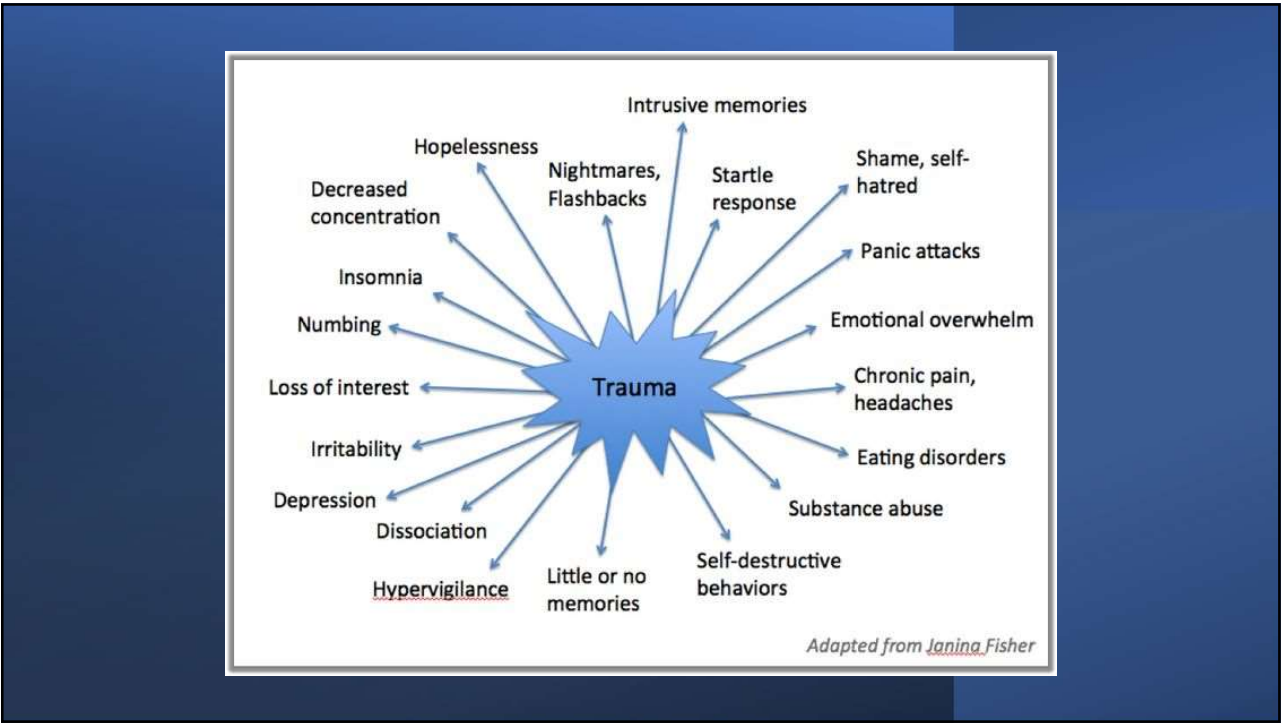 Intrusive memories
Hopelessness
Nightmares,
Flashbacks
Startle
response
Shame, self-
hatred
Decreased
concentration
Panic attacks
Insomnia
Numbing
Emotional overwhelm
Loss of interest
Trauma
Chronic pain,
headaches
Irritability
Eating disorders
Depression
Substance abuse
Dissociation
Self-destructive
behaviors
Hypervigilance
Little or no
memories
Adapted from Janina Fisher